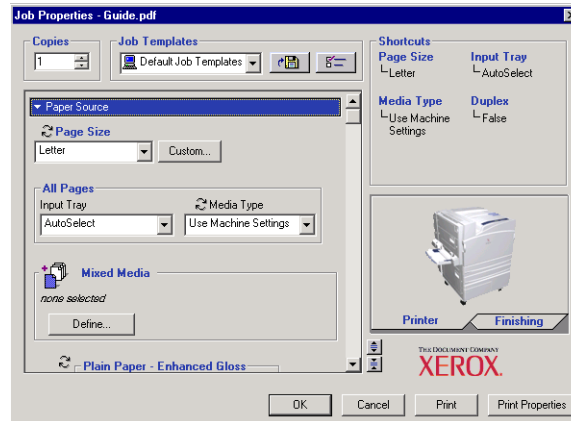 Job Properties - Guide.pdf
Copies
1
Job Templates
Default Job Templates
Paper Source
Page Size
Letter
Custom...
All Pages
Input Tray
AutoSelect
Media Type
Use Machine Settings
Mixed Media
none selected
Define...
Plain Paper - Enhanced Gloss
Shortcuts
Page Size
Letter
Input Tray
AutoSelect
Media Type
Use Machine
Settings
Duplex
False
Printer
Finishing
THE DOCUMENT COMPANY
XEROX.
OK
Cancel
Print
Print Properties